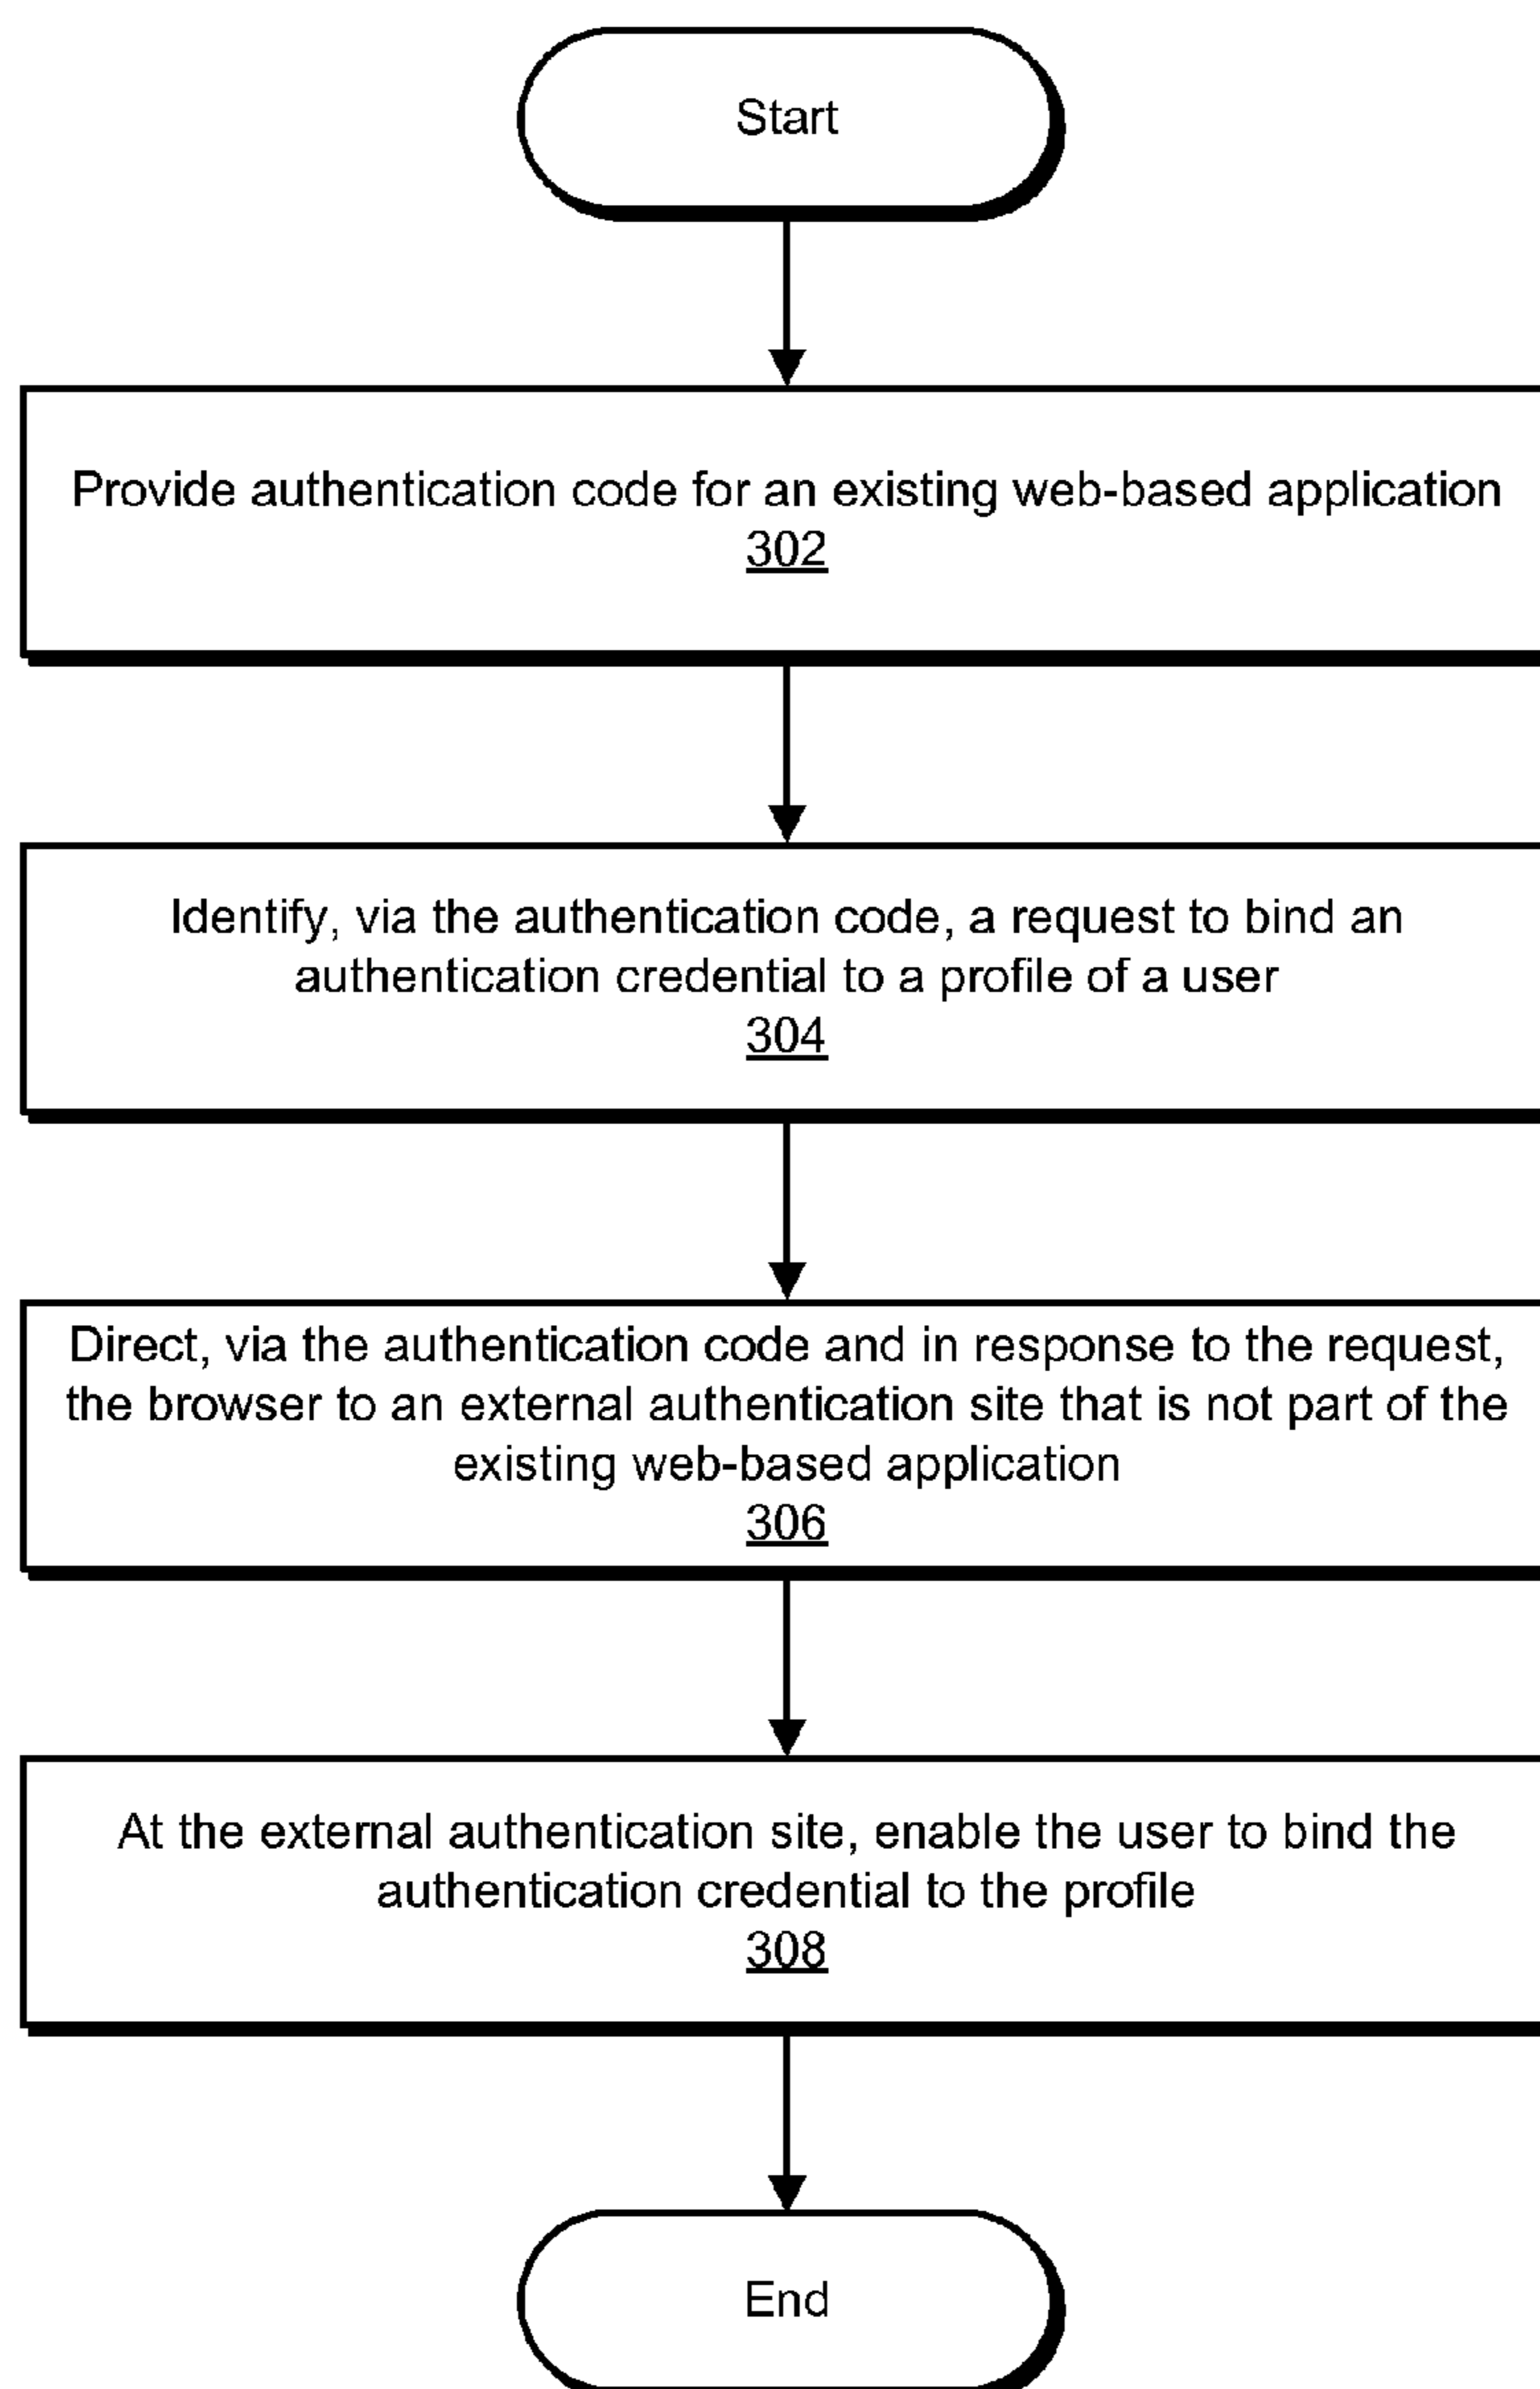 Start
Provide authentication code for an existing web-based application
302
Identify, via the authentication code, a request to bind an
authentication credential to a profile of a user
304
Direct, via the authentication code and in response to the request,
the browser to an external authentication site that is not part of the
existing web-based application
306
At the external authentication site, enable the user to bind the
authentication credential to the profile
308
End